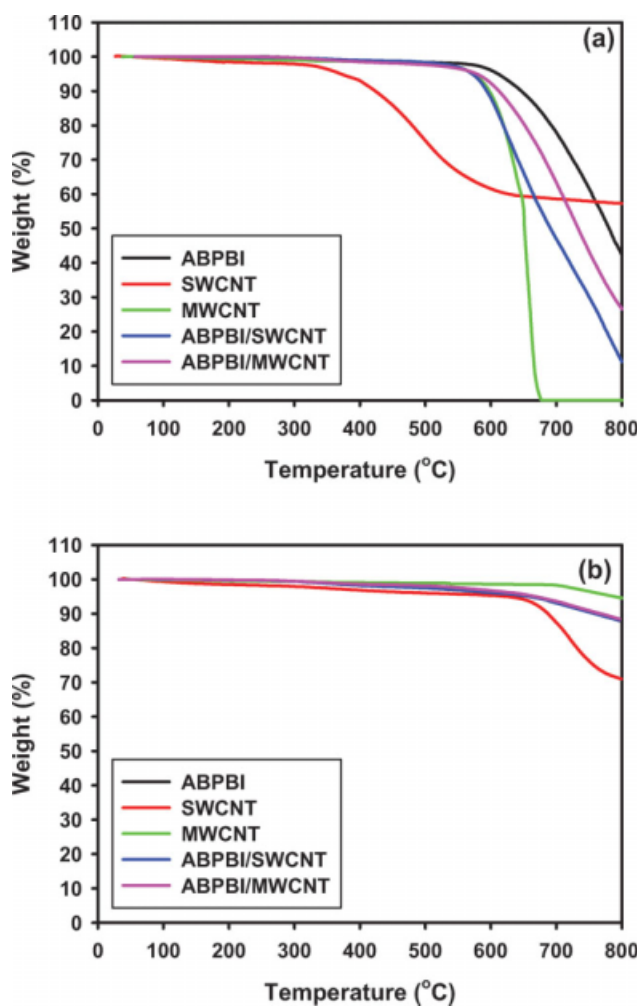 110
100
90
80
70
60
50
40
30
20
10
0
Weight (%)
(a)
ABPBI
SWCNT
MWCNT
ABPBI/SWCNT
ABPBI/MWCNT
0 100 200 300 400 500 600 700 800
Temperature (°C)
110
100
90
80
70
60
50
40
30
20
10
0
Weight (%)
(b)
ABPBI
SWCNT
MWCNT
ABPBI/SWCNT
ABPBI/MWCNT
0 100 200 300 400 500 600 700 800
Temperature (°C)